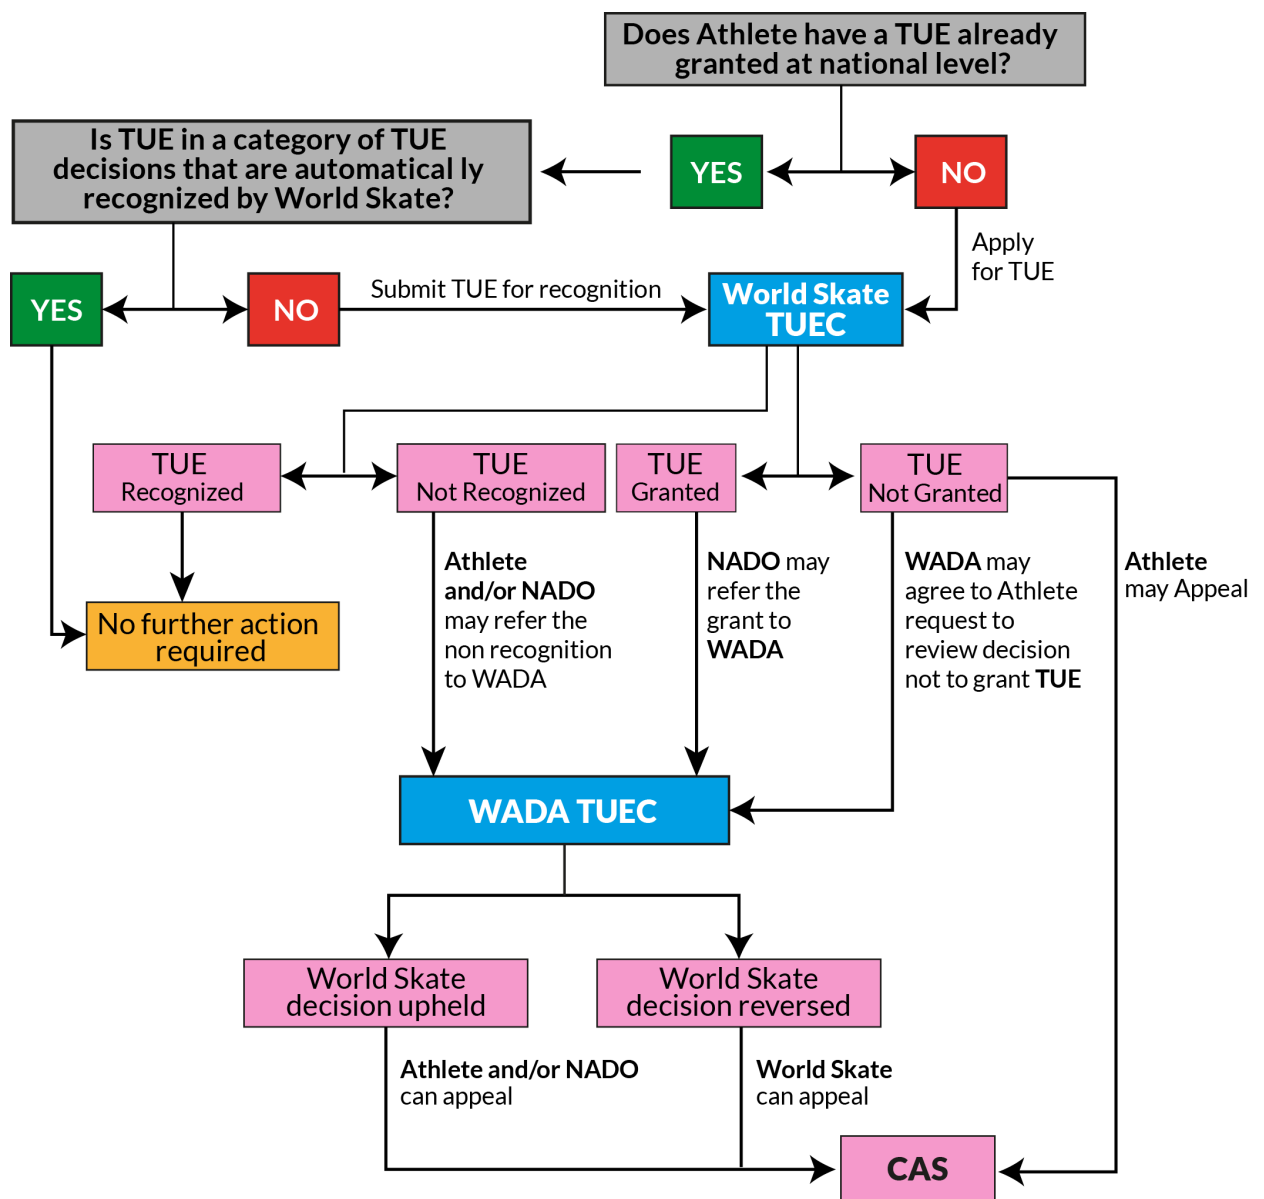 Does Athlete have a TUE already
granted at national level?
Is TUE in a category of TUE
decisions that are automatical ly
recognized by World Skate?
YES
NO
Apply
for TUE
YES
NO
Submit TUE for recognition
World Skate
TUEC
TUE
Recognized
TUE
Not Recognized
TUE
Granted
TUE
Not Granted
Athlete
and/or NADO
may refer the
non recognition
to WADA
NADO may
refer the
grant to
WADA
WADA may
agree to Athlete
request to
review decision
not to grant TUE
Athlete
may Appeal
No further action
required
WADA TUEC
World Skate
decision upheld
World Skate
decision reversed
Athlete and/or NADO
can appeal
World Skate
can appeal
CAS